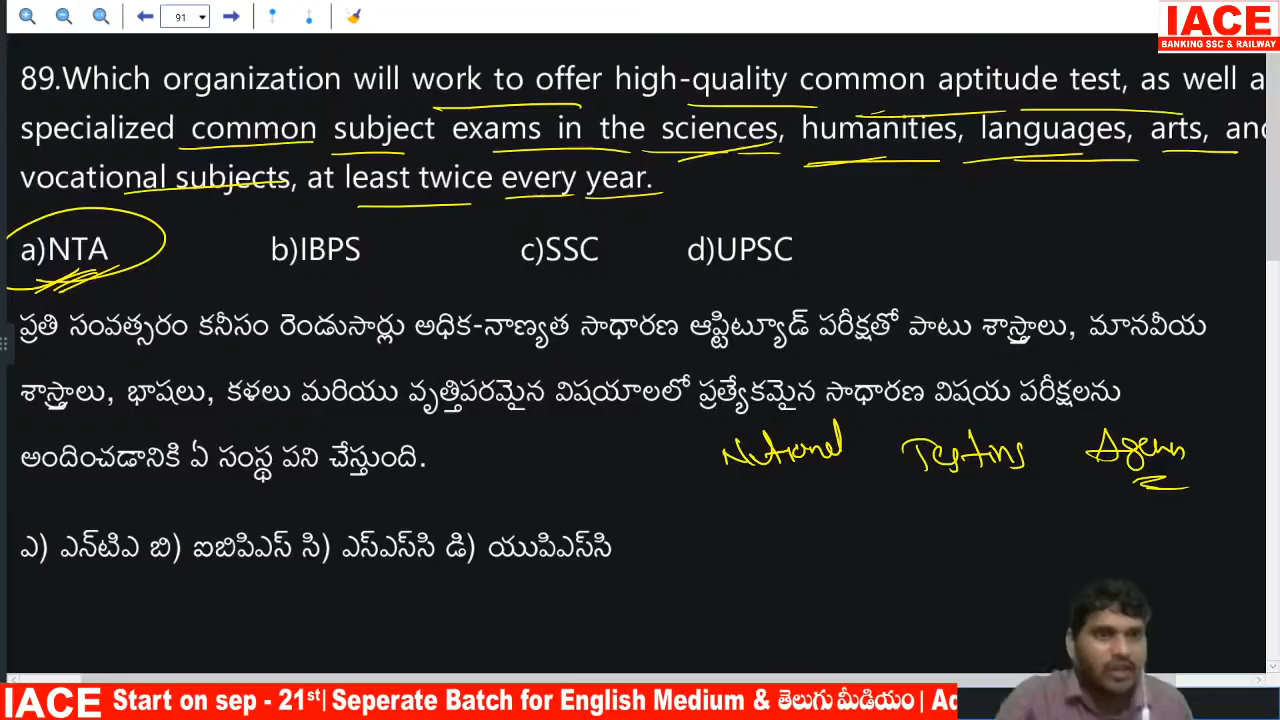 91
IACE
BANKING SSC & RAILWAY
89.Which organization will work to offer high-quality common aptitude test, as well a
specialized common subject exams in the sciences, humanities, languages, arts, and
vocational subjects, at least twice every year.
a)NTA b)IBPS c)SSC d)UPSC
ప్రతి సంవత్సరం కనీసం రెండుసార్లు అధిక-నాణ్యత సాధారణ ఆప్టిట్యూడ్ పరీక్షతో పాటు శాస్త్రాలు, మానవీయ
శాస్త్రాలు, భాషలు, కళలు మరియు వృత్తిపరమైన విషయాలలో ప్రత్యేకమైన సాధారణ విషయ పరీక్షలను
అందించడానికి ఏ సంస్థ పని చేస్తుంది.
National Testing Agency
ఎ) ఎన్‌టిఎ బి) ఐబిపిఎస్ సి) ఎస్‌ఎస్‌సి డి) యుపిఎస్‌సి
IACE Start on sep - 21st| Seperate Batch for English Medium & తెలుగు మీడియం| Ad